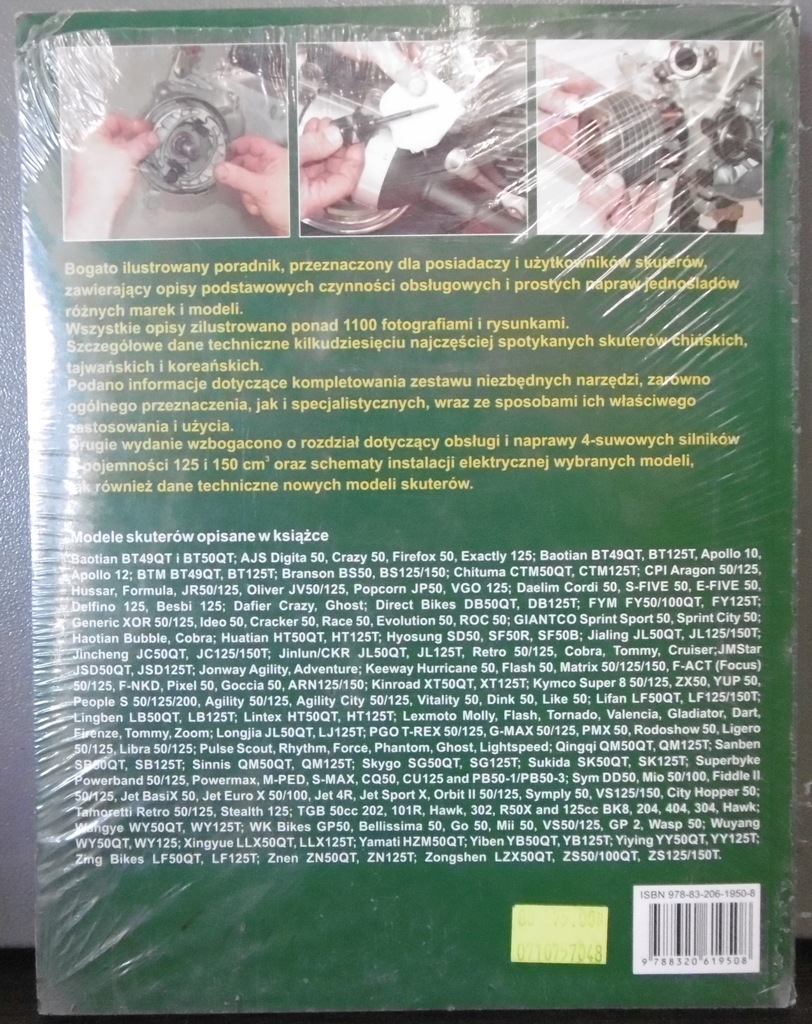 Bogato ilustrowany poradnik, przeznaczony dla posiadaczy i użytkowników skuterów,
zawierający opisy podstawowych czynności obsługowych i prostych napraw jednośladów
różnych marek i modeli.
Wszystkie opisy zilustrowano ponad 1100 fotografiami i rysunkami.
Szczegółowe dane techniczne kilkudziesięciu najczęściej spotykanych skuterów chińskich,
tajwańskich i koreańskich.
Podano informacje dotyczące kompletowania zestawu niezbędnych narzędzi, zarówno
ogólnego przeznaczenia, jak i specjalistycznych, wraz ze sposobami ich właściwego
zastosowania i użycia.
Drugie wydanie wzbogacono o rozdział dotyczący obsługi i naprawy 4-suwowych silników
pojemności 125 i 150 cm³ oraz schematy instalacji elektrycznej wybranych modeli,
jak również dane techniczne nowych modeli skuterów.
Modele skuterów opisane w książce
Baotian BT49QT i BT50QT; AJS Digita 50, Crazy 50, Firefox 50, Exactly 125; Baotian BT49QT, BT125T, Apollo 10,
Apollo 12; BTM BT49QT, BT125T; Branson BS50, BS125/150; Chituma CTM50QT, CTM125T; CPI Aragon 50/125,
Hussar, Formula, JR50/125, Oliver JV50/125, Popcorn JP50, VGO 125; Daelim Cordi 50, S-FIVE 50, E-FIVE 50,
Delfino 125, Besbi 125; Dafier Crazy, Ghost; Direct Bikes DB50QT, DB125T; FYM FY50/100QT, FY125T;
Generic XOR 50/125, Ideo 50, Cracker 50, Race 50, Evolution 50, ROC 50; GIANTCO Sprint Sport 50, Sprint City 50;
Haotian Bubble, Cobra; Huatian HT50QT, HT125T; Hyosung SD50, SF50R, SF50B; Jialing JL50QT, JL125/150T;
Jincheng JC50QT, JC125/150T; Jinlun/CKR JL50QT, JL125T, Retro 50/125, Cobra, Tommy, Cruiser;JMStar
JSD50QT, JSD125T; Jonway Agility, Adventure; Keeway Hurricane 50, Flash 50, Matrix 50/125/150, F-ACT (Focus)
50/125, F-NKD, Pixel 50, Goccia 50, ARN125/150; Kinroad XT50QT, XT125T; Kymco Super 8 50/125, ZX50, YUP 50,
People S 50/125/200, Agility 50/125, Agility City 50/125, Vitality 50, Dink 50, Like 50; Lifan LF50QT, LF125/150T;
Lingben LB50QT, LB125T; Lintex HT50QT, HT125T; Lexmoto Molly, Flash, Tornado, Valencia, Gladiator, Dart,
Firenze, Tommy, Zoom; Longjia JL50QT, LJ125T; PGO T-REX 50/125, G-MAX 50/125, PMX 50, Rodoshow 50, Ligero
50/125, Libra 50/125; Pulse Scout, Rhythm, Force, Phantom, Ghost, Lightspeed; Qingqi QM50QT, QM125T; Sanben
SB50QT, SB125T; Sinnis QM50QT, QM125T; Skygo SG50QT, SG125T; Sukida SK50QT, SK125T; Superbyke
Powerband 50/125, Powermax, M-PED, S-MAX, CQ50, CU125 and PB50-1/PB50-3; Sym DD50, Mio 50/100, Fiddle II
50/125, Jet BasiX 50, Jet Euro X 50/100, Jet 4R, Jet Sport X, Orbit II 50/125, Symply 50, VS125/150, City Hopper 50;
Tamoretti Retro 50/125, Stealth 125; TGB 50cc 202, 101R, Hawk, 302, R50X and 125cc BK8, 204, 404, 304, Hawk;
Wangye WY50QT, WY125T; WK Bikes GP50, Bellissima 50, Go 50, Mii 50, VS50/125, GP 2, Wasp 50; Wuyang
WY50QT, WY125; Xingyue LLX50QT, LLX125T; Yamati HZM50QT; Yiben YB50QT, YB125T; Yiying YY50QT, YY125T;
Zing Bikes LF50QT, LF125T; Znen ZN50QT, ZN125T; Zongshen LZX50QT, ZS50/100QT, ZS125/150T.
ISBN 978-83-206-1950-8
9 788320 619508
0710757048